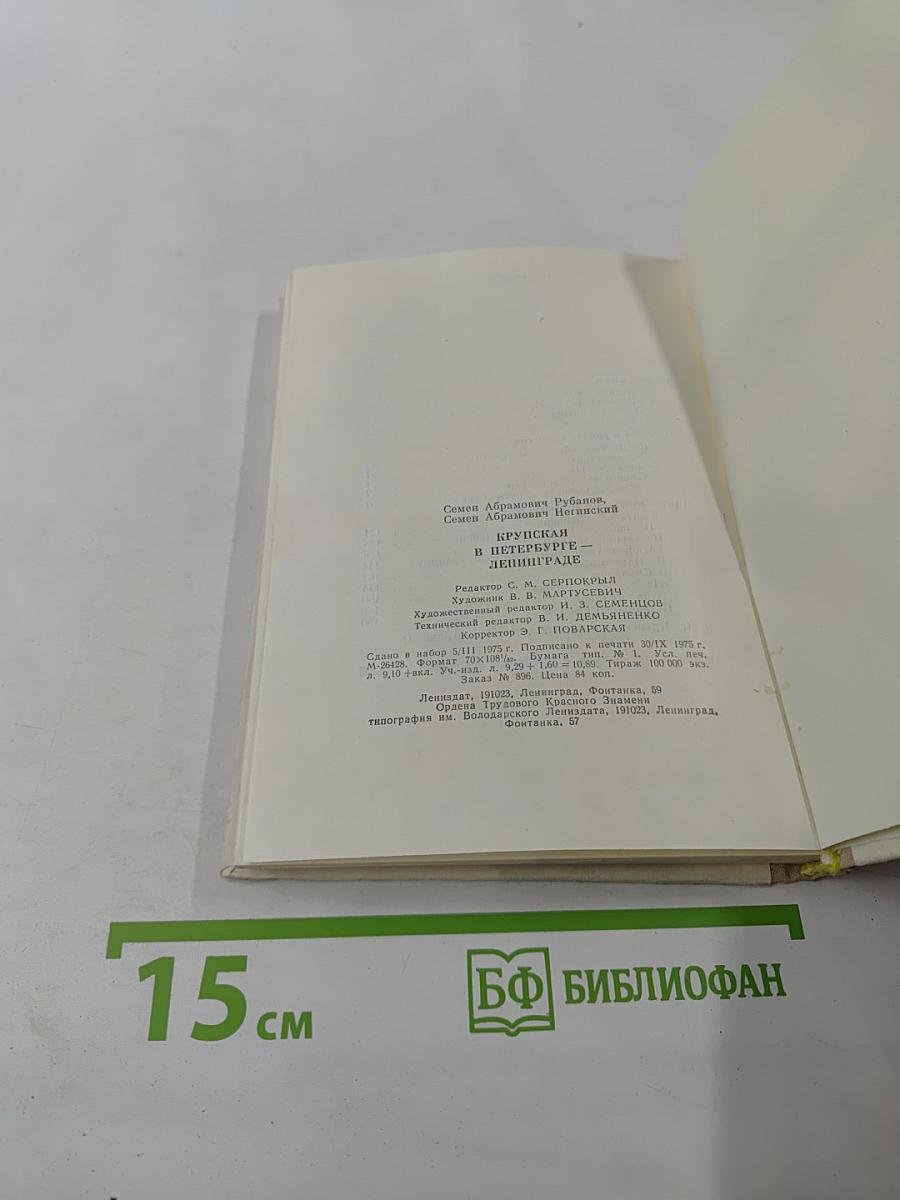 Семен Абрамович Рубанов,
Семен Абрамович Негинский
КРУПСКАЯ
В ПЕТЕРБУРГЕ —
ЛЕНИНГРАДЕ
Редактор С. М. СЕРПОКРЫЛ
Художник В. В. МАРТУСЕВИЧ
Художественный редактор И. З. СЕМЕНЦОВ
Технический редактор В. И. ДЕМЬЯНЕНКО
Корректор Э. Г. ПОВАРСКАЯ
Сдано в набор 5/III 1975 г. Подписано к печати 30/IX 1975 г.
М-26428. Формат 70×108¹/₃₂. Бумага тип. № 1. Усл. печ.
л. 9,10 +вкл. Уч.-изд. л. 9,29 + 1,60 = 10,89. Тираж 100 000 экз.
Заказ № 896. Цена 84 коп.
Лениздат, 191023, Ленинград, Фонтанка, 59
Ордена Трудового Красного Знамени
типография им. Володарского Лениздата, 191023, Ленинград,
Фонтанка, 57
15 см
БФ БИБЛИОФАН